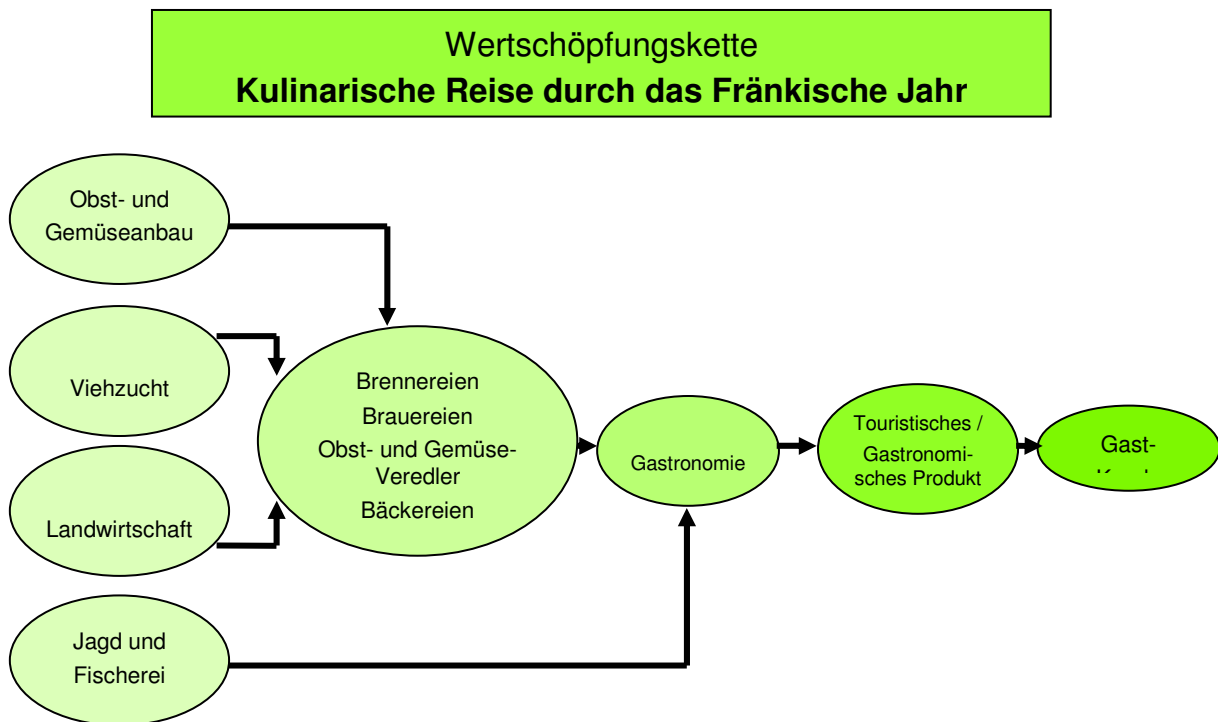 Wertschöpfungskette
Kulinarische Reise durch das Fränkische Jahr
Obst- und
Gemüseanbau
Viehzucht
Landwirtschaft
Jagd und
Fischerei
Brennereien
Brauereien
Obst- und Gemüse-
Veredler
Bäckereien
Gastronomie
Touristisches /
Gastronomi-
sches Produkt
Gast-